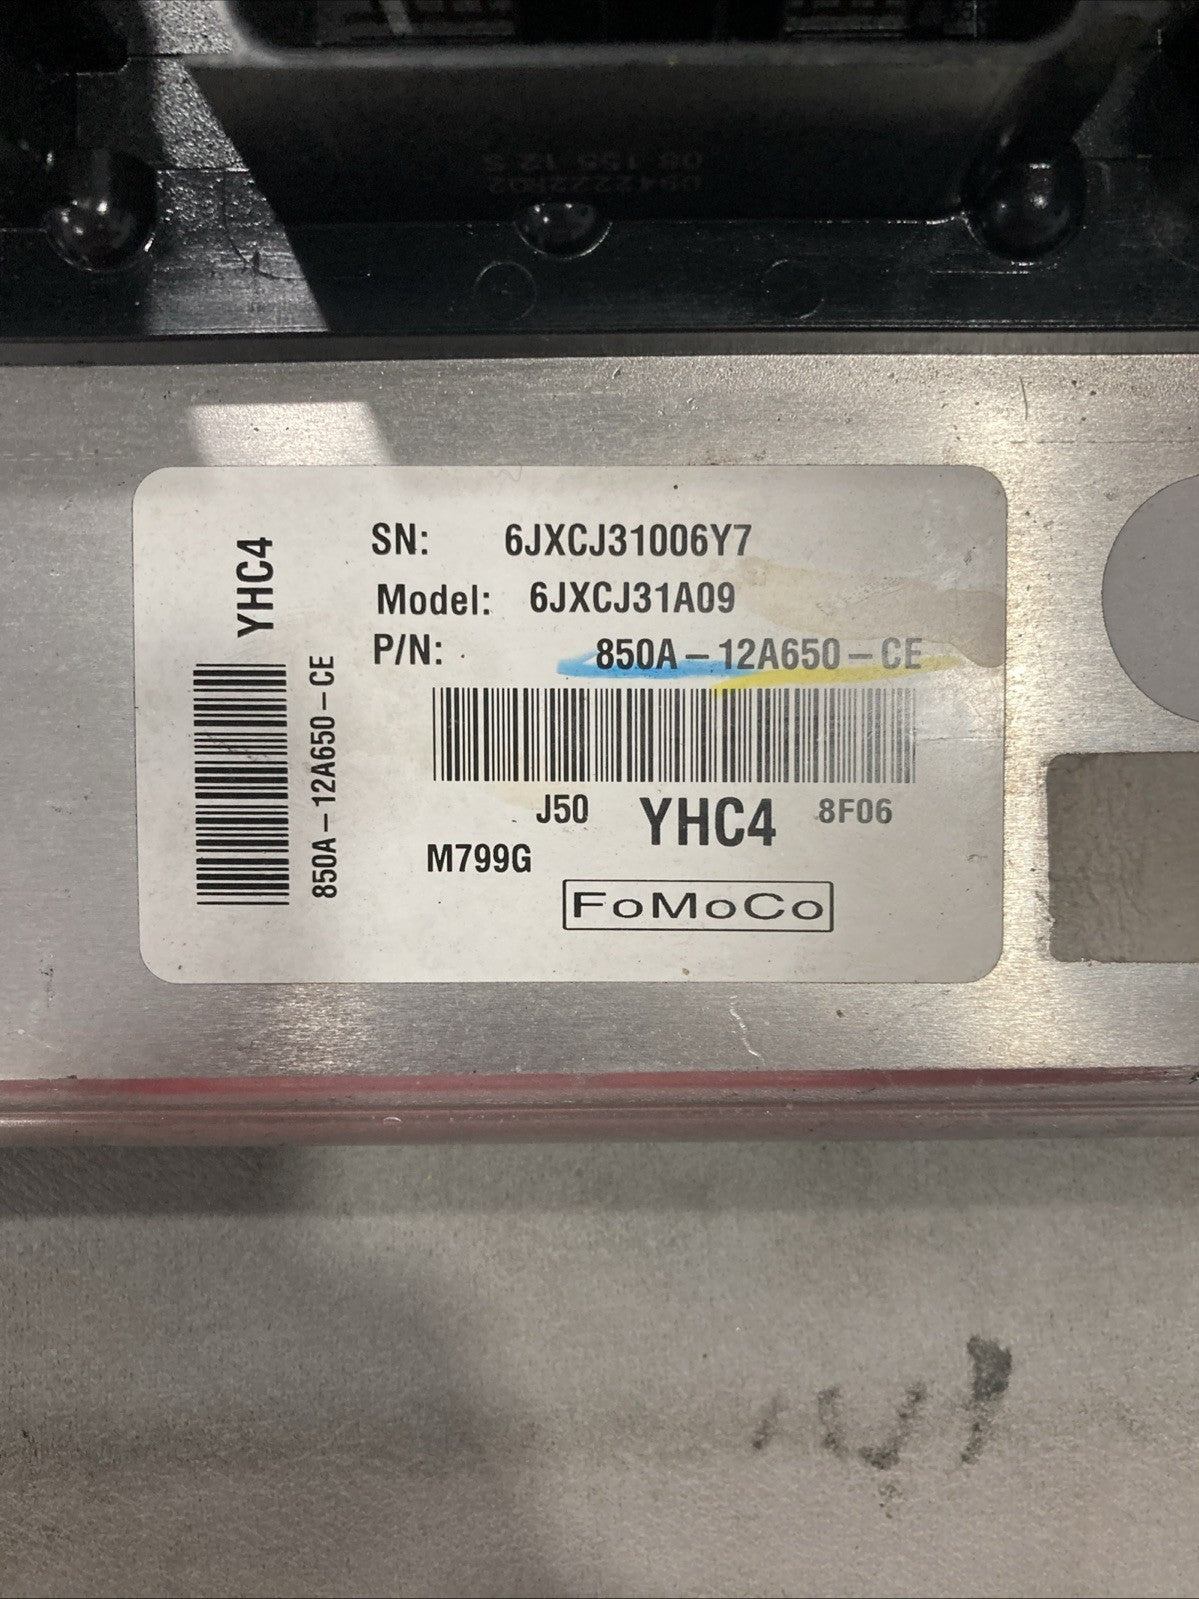 SN: 6JXCJ31006Y7
Model: 6JXCJ31A09
P/N: 850A-12A650-CE
J50 YHC4 8F06
M799G
FoMoCo
YHC4
850A-12A650-CE